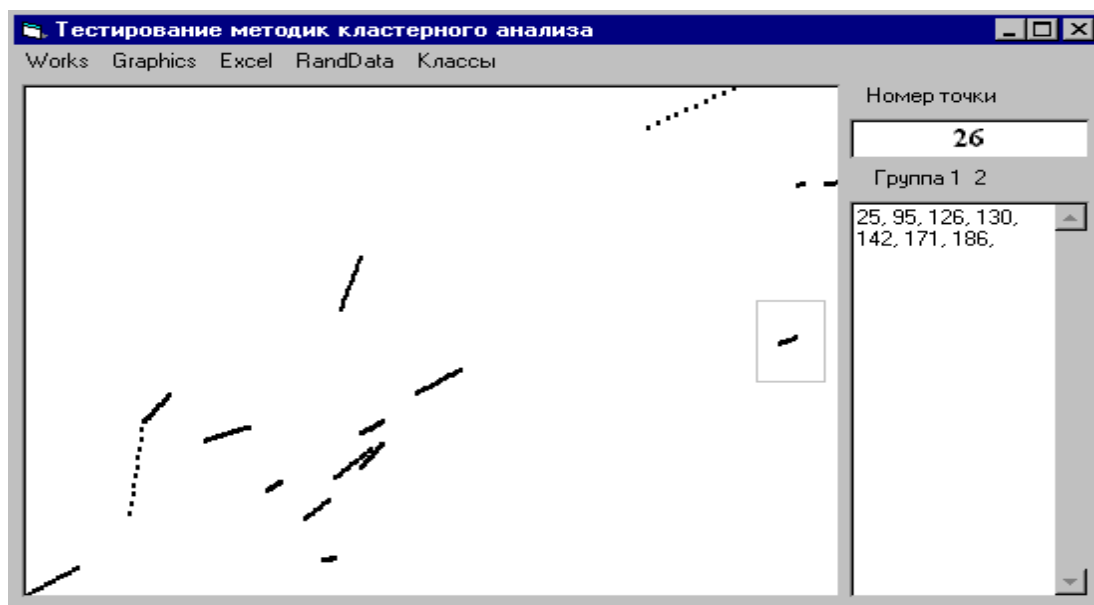 Тестирование методик кластерного анализа
Works Graphics Excel RandData Классы
Номер точки
26
Группа 1 2
25, 95, 126, 130,
142, 171, 186,